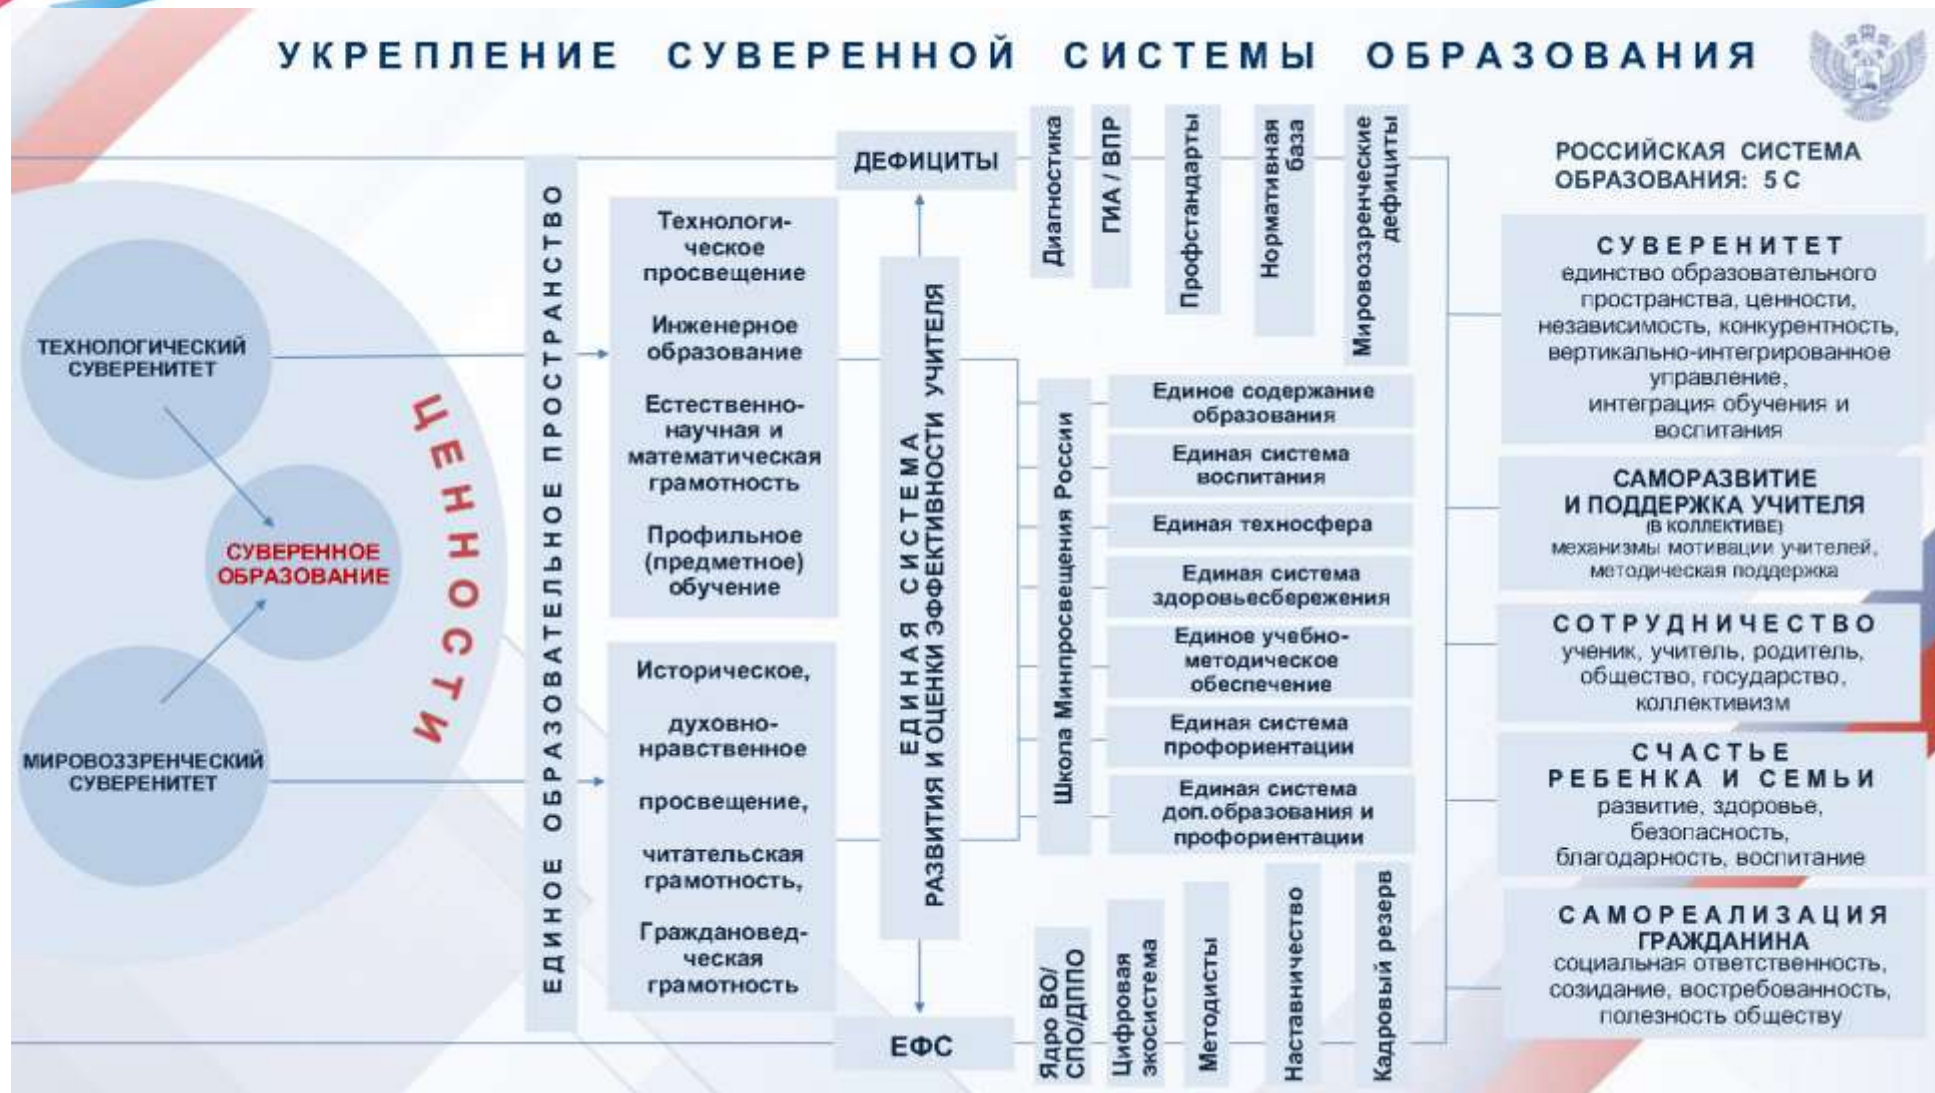 УКРЕПЛЕНИЕ СУВЕРЕННОЙ СИСТЕМЫ ОБРАЗОВАНИЯ
ТЕХНОЛОГИЧЕСКИЙ
СУВЕРЕНИТЕТ
СУВЕРЕННОЕ
ОБРАЗОВАНИЕ
МИРОВОЗЗРЕНЧЕСКИЙ
СУВЕРЕНИТЕТ
ЦЕННОСТИ
ЕДИНОЕ ОБРАЗОВАТЕЛЬНОЕ ПРОСТРАНСТВО
Технологи-
ческое
просвещение
Инженерное
образование
Естественно-
научная и
математическая
грамотность
Профильное
(предметное)
обучение
Историческое,
духовно-
нравственное
просвещение,
читательская
грамотность,
Граждановед-
ческая
грамотность
ДЕФИЦИТЫ
ЕДИНАЯ СИСТЕМА
РАЗВИТИЯ И ОЦЕНКИ ЭФФЕКТИВНОСТИ УЧИТЕЛЯ
ЕФС
Диагностика
ГИА / ВПР
Профстандарты
Нормативная
база
Мировоззренческие
дефициты
Школа Минпросвещения России
Единое содержание
образования
Единая система
воспитания
Единая техносфера
Единая система
здоровьесбережения
Единое учебно-
методическое
обеспечение
Единая система
профориентации
Единая система
доп.образования и
профориентации
Ядро ВО/
СПО/ДППО
Цифровая
экосистема
Методисты
Наставничество
Кадровый резерв
РОССИЙСКАЯ СИСТЕМА
ОБРАЗОВАНИЯ: 5 С
СУВЕРЕНИТЕТ
единство образовательного
пространства, ценности,
независимость, конкурентность,
вертикально-интегрированное
управление,
интеграция обучения и
воспитания
САМОРАЗВИТИЕ
И ПОДДЕРЖКА УЧИТЕЛЯ
(В КОЛЛЕКТИВЕ)
механизмы мотивации учителей,
методическая поддержка
СОТРУДНИЧЕСТВО
ученик, учитель, родитель,
общество, государство,
коллективизм
СЧАСТЬЕ
РЕБЕНКА И СЕМЬИ
развитие, здоровье,
безопасность,
благодарность, воспитание
САМОРЕАЛИЗАЦИЯ
ГРАЖДАНИНА
социальная ответственность,
созидание, востребованность,
полезность обществу